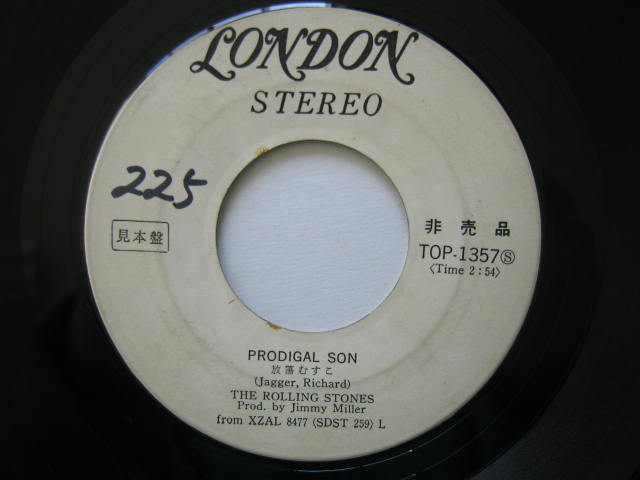 LONDON
STEREO
225
見本盤
非売品
TOP-1357Ⓢ
〈Time 2:54〉
PRODIGAL SON
放蕩むすこ
(Jagger, Richard)
THE ROLLING STONES
Prod. by Jimmy Miller
from XZAL 8477 〈SDST 259〉 L